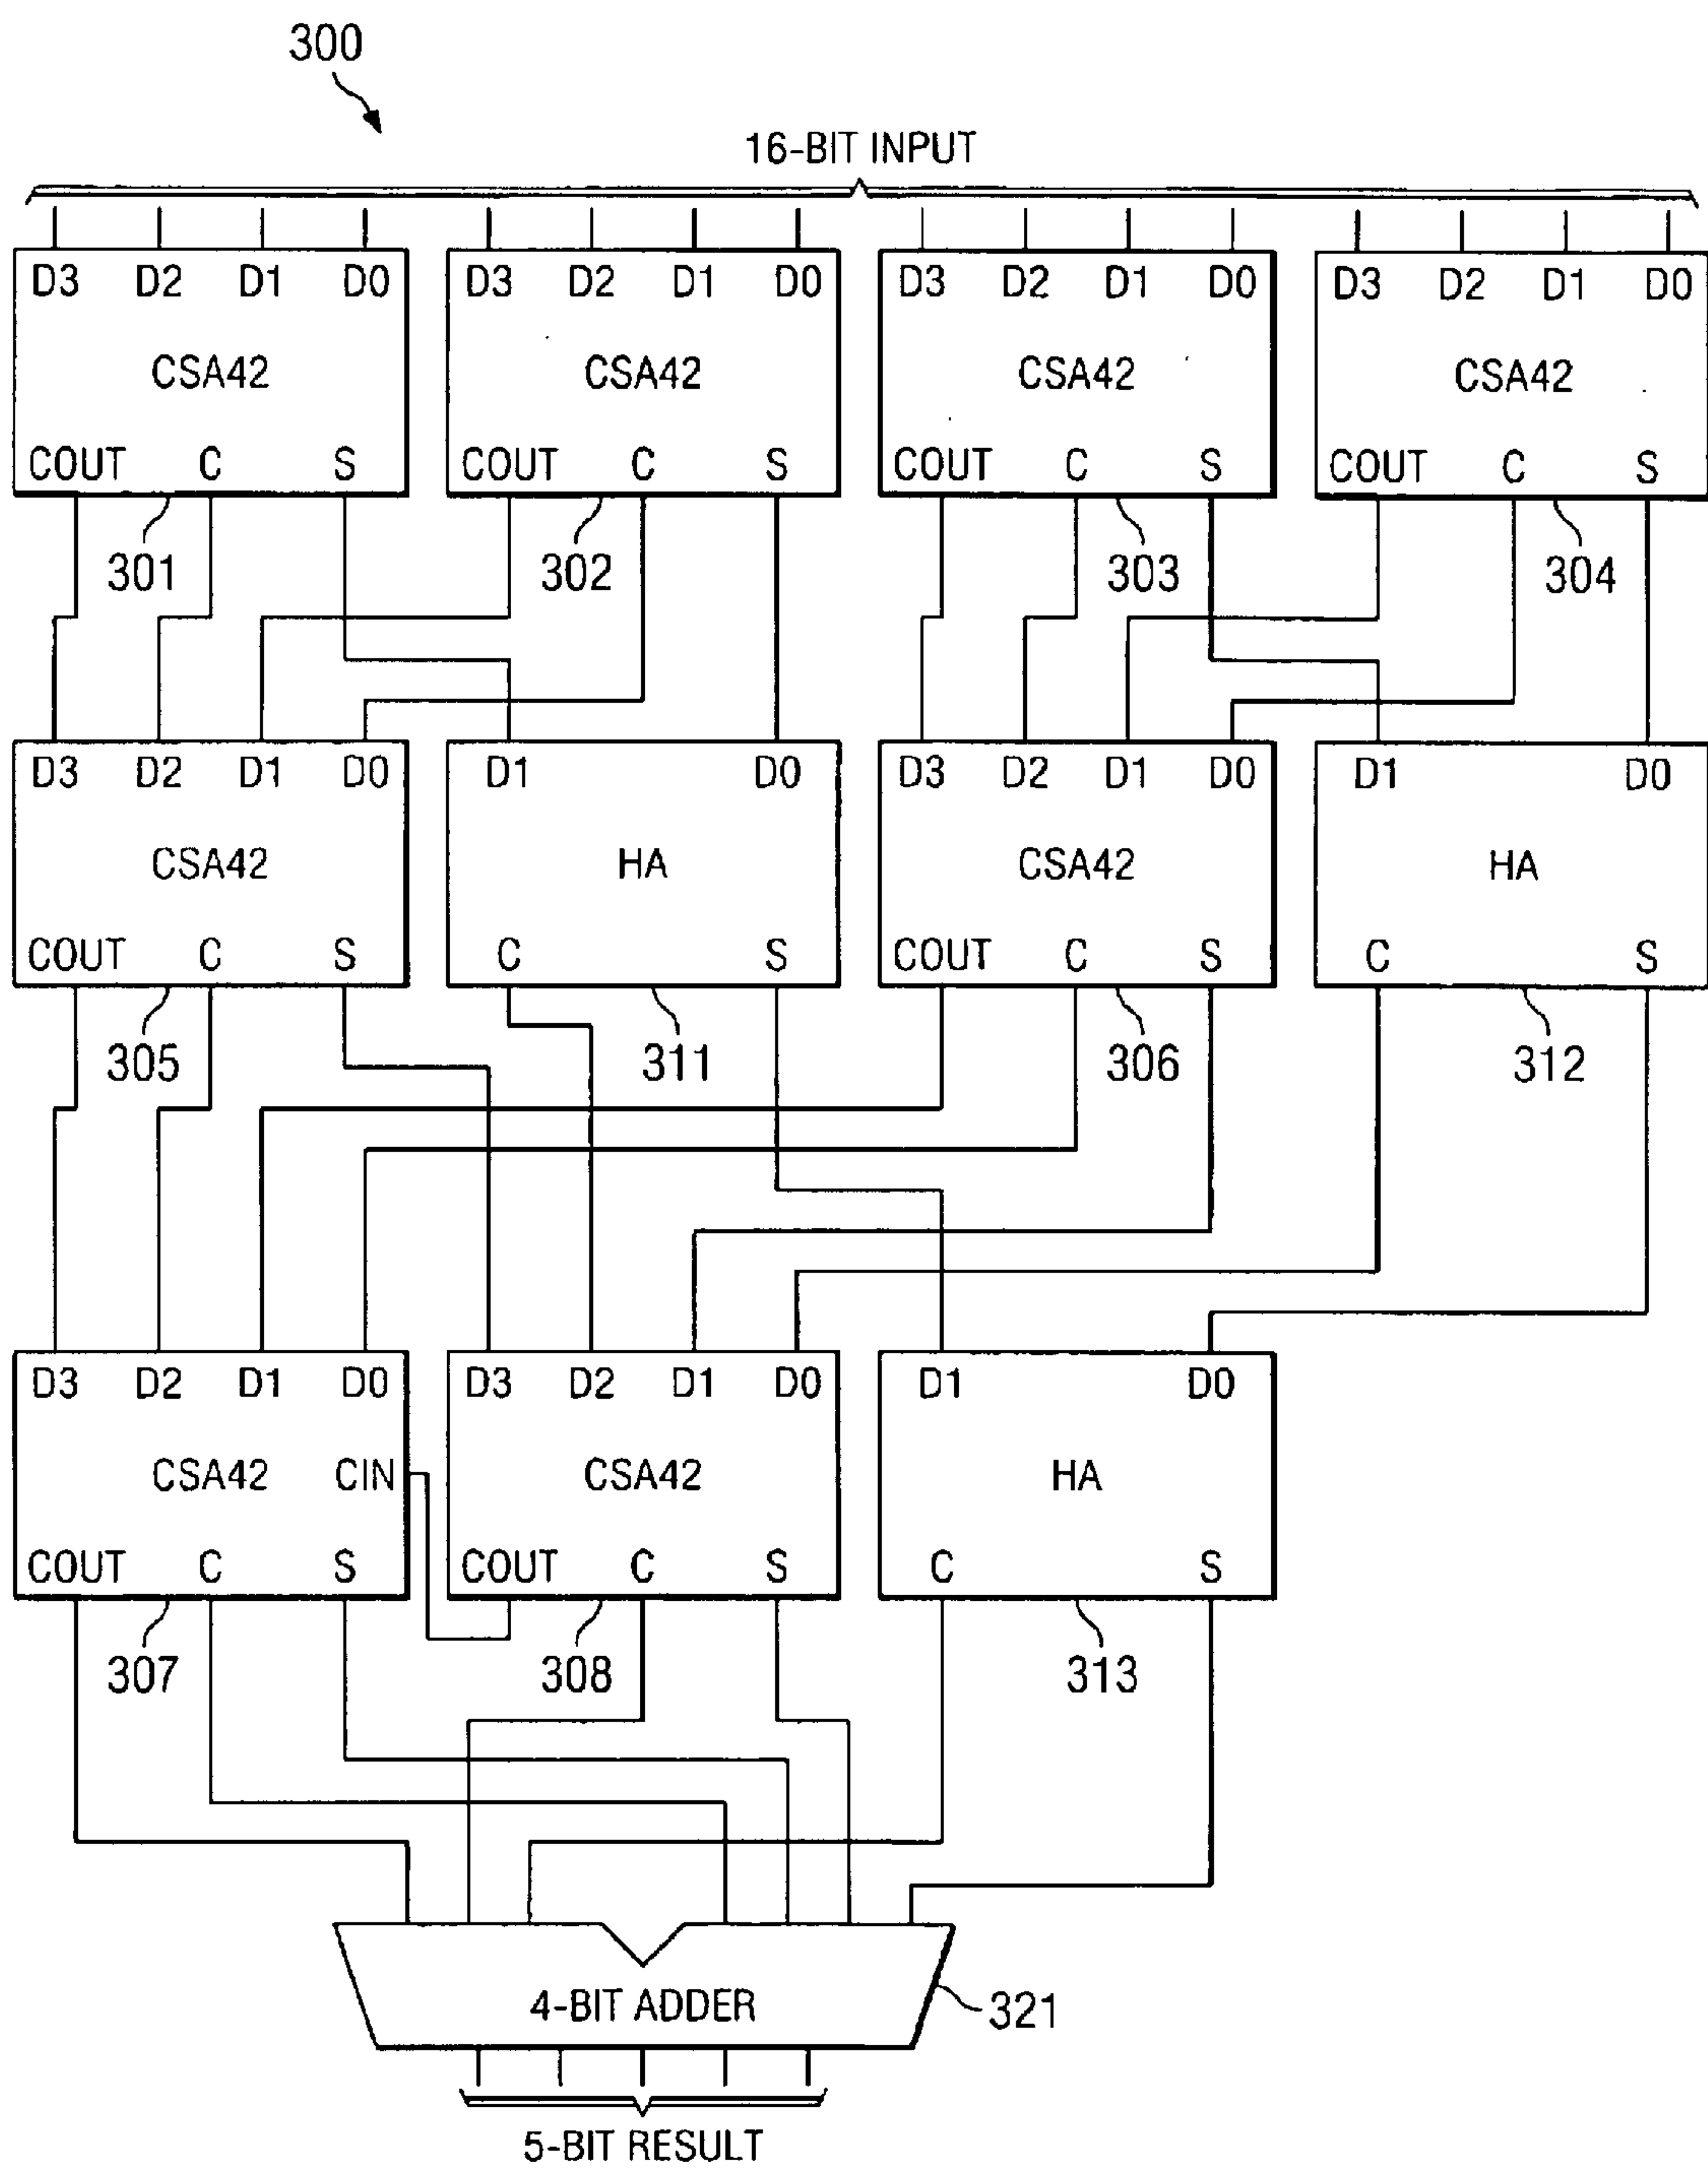 300
16-BIT INPUT
D3 D2 D1 D0 D3 D2 D1 D0 D3 D2 D1 D0 D3 D2 D1 D0
CSA42 CSA42 CSA42 CSA42
COUT C S COUT C S COUT C S COUT C S
301 302 303 304
D3 D2 D1 D0 D1 D0 D3 D2 D1 D0 D1 D0
CSA42 HA CSA42 HA
COUT C S C S COUT C S C S
305 311 306 312
D3 D2 D1 D0 D3 D2 D1 D0 D1 D0
CSA42 CIN CSA42 HA
COUT C S COUT C S C S
307 308 313
4-BIT ADDER
321
5-BIT RESULT